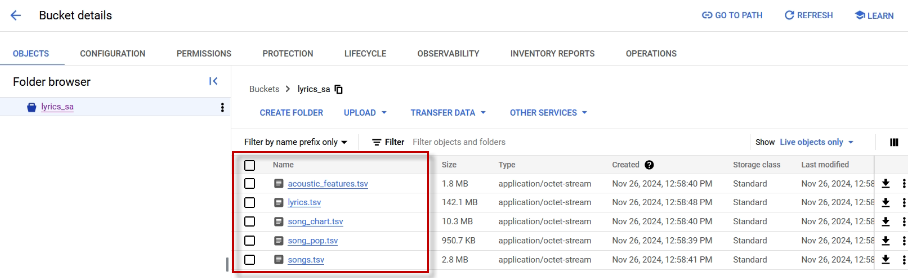 Bucket details GO TO PATH REFRESH LEARN
OBJECTS CONFIGURATION PERMISSIONS PROTECTION LIFECYCLE OBSERVABILITY INVENTORY REPORTS OPERATIONS
Folder browser
lyrics_sa
Buckets > lyrics_sa
CREATE FOLDER UPLOAD TRANSFER DATA OTHER SERVICES
Filter by name prefix only Filter Filter objects and folders Show Live objects only
Name Size Type Created Storage class Last modified
acoustic_features.tsv 1.8 MB application/octet-stream Nov 26, 2024, 12:58:40 PM Standard Nov 26, 2024, 12:58
lyrics.tsv 142.1 MB application/octet-stream Nov 26, 2024, 12:58:48 PM Standard Nov 26, 2024, 12:58
song_chart.tsv 10.3 MB application/octet-stream Nov 26, 2024, 12:58:40 PM Standard Nov 26, 2024, 12:58
song_pop.tsv 950.7 KB application/octet-stream Nov 26, 2024, 12:58:39 PM Standard Nov 26, 2024, 12:58
songs.tsv 2.8 MB application/octet-stream Nov 26, 2024, 12:58:41 PM Standard Nov 26, 2024, 12:58